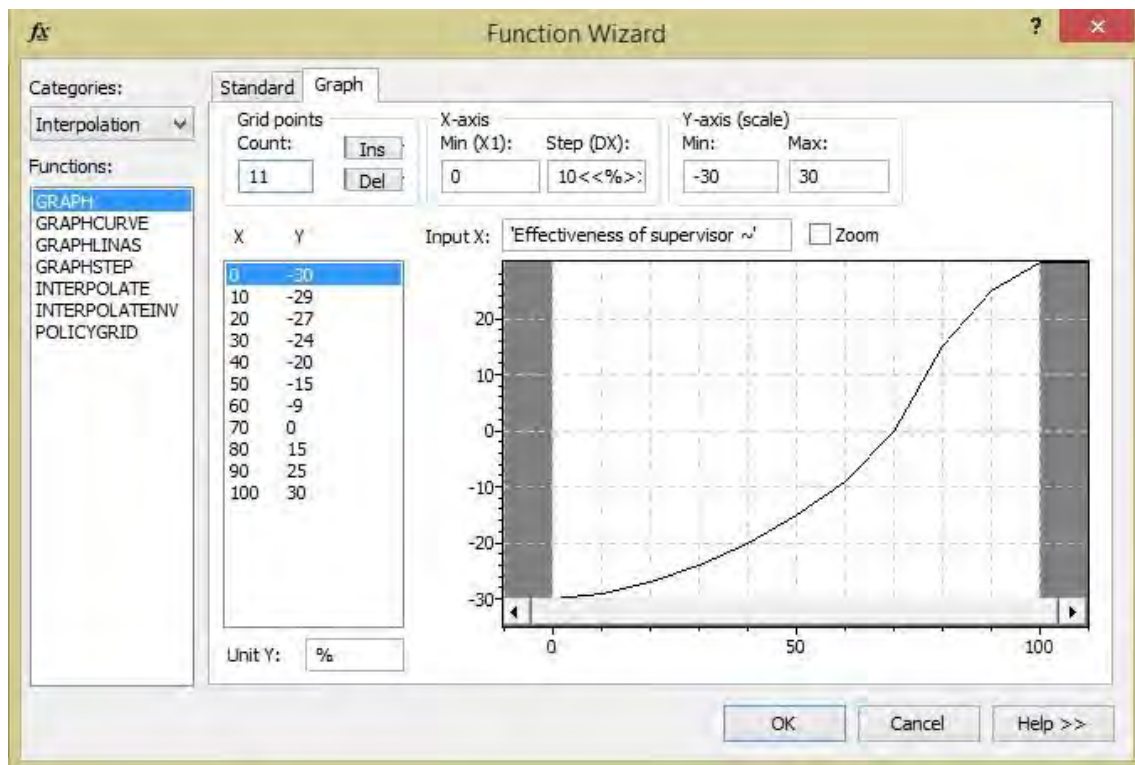 fx Function Wizard ? ×
Categories:
Interpolation
Functions:
GRAPH
GRAPHCURVE
GRAPHLINAS
GRAPHSTEP
INTERPOLATE
INTERPOLATEINV
POLICYGRID
Standard Graph
Grid points
Count:
11
Ins
Del
X-axis
Min (X1): Step (DX):
0 10<<%>>
Y-axis (scale)
Min: Max:
-30 30
X Y
0 -30
10 -29
20 -27
30 -24
40 -20
50 -15
60 -9
70 0
80 15
90 25
100 30
Unit Y: %
Input X: 'Effectiveness of supervisor ~' Zoom
20
10
0
-10
-20
-30
0 50 100
OK Cancel Help >>